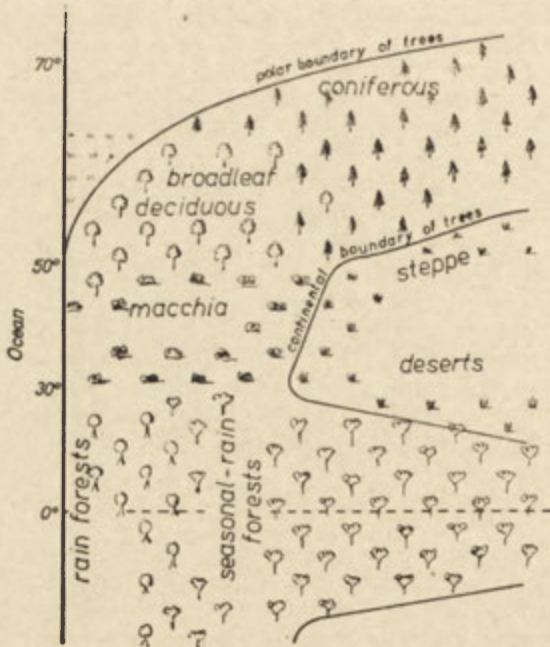 70°
polar boundary of trees
coniferous
broadleaf
deciduous
50°
continental boundary of trees
steppe
macchia
Ocean
deserts
30°
rain forests
seasonal-rain
forests
0°